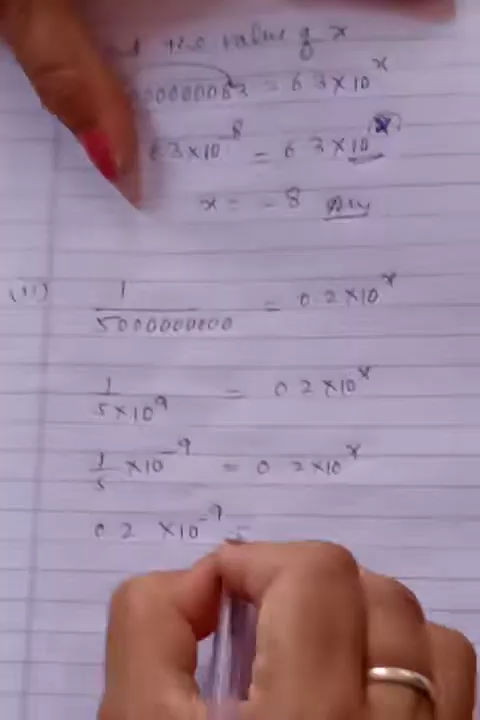 the value of x
00000000063 = 6.3×10^x
6.3×10^-8 = 6.3×10^x
x = -8 Ans
(ii) 1/5000000000 = 0.2×10^x
1/5×10^9 = 0.2×10^x
1/5 ×10^-9 = 0.2×10^x
0.2 ×10^-9 =